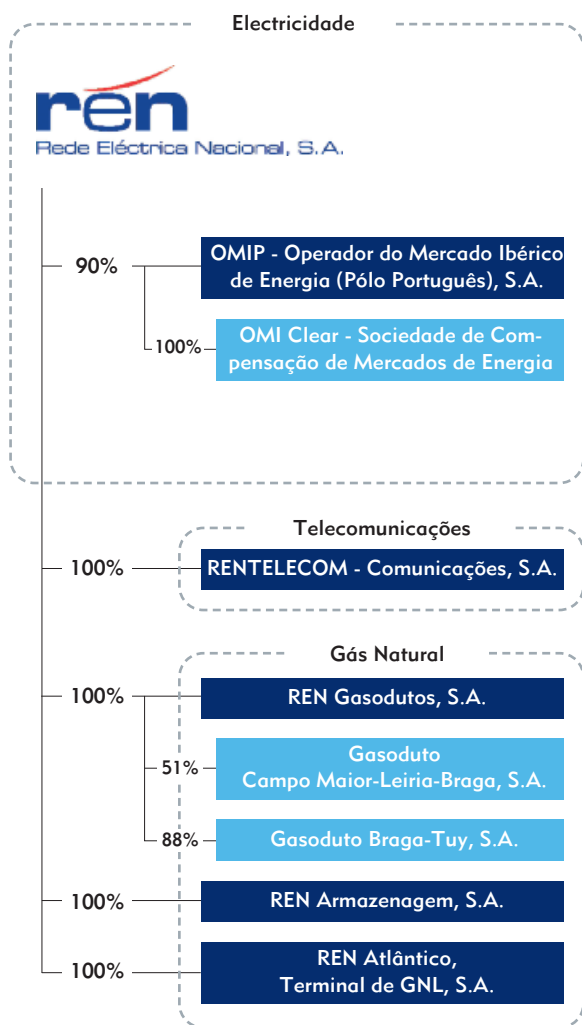 Electricidade
ren
Rede Eléctrica Nacional, S.A.
90%
OMIP - Operador do Mercado Ibérico
de Energia (Pólo Português), S.A.
100%
OMI Clear - Sociedade de Com-
pensação de Mercados de Energia
Telecomunicações
100%
RENTELECOM - Comunicações, S.A.
Gás Natural
100%
REN Gasodutos, S.A.
51%
Gasoduto
Campo Maior-Leiria-Braga, S.A.
88%
Gasoduto Braga-Tuy, S.A.
100%
REN Armazenagem, S.A.
100%
REN Atlântico,
Terminal de GNL, S.A.